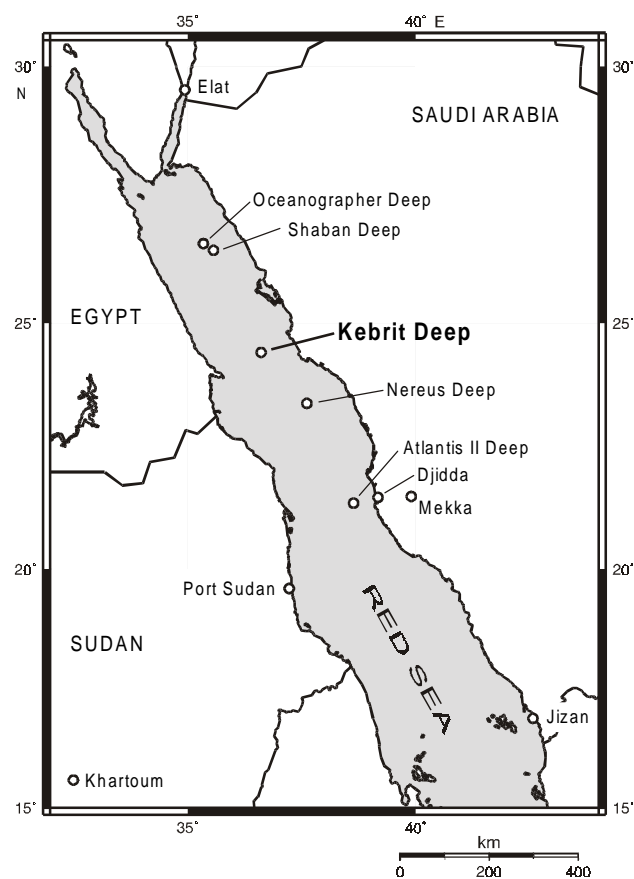 35° 40° E
30° 30°
N
Elat
SAUDI ARABIA
Oceanographer Deep
Shaban Deep
25° 25°
EGYPT
Kebrit Deep
Nereus Deep
Atlantis II Deep
Djidda
Mekka
20° 20°
Port Sudan
RED SEA
SUDAN
Jizan
Khartoum
15° 15°
35° 40°
km
0 200 400